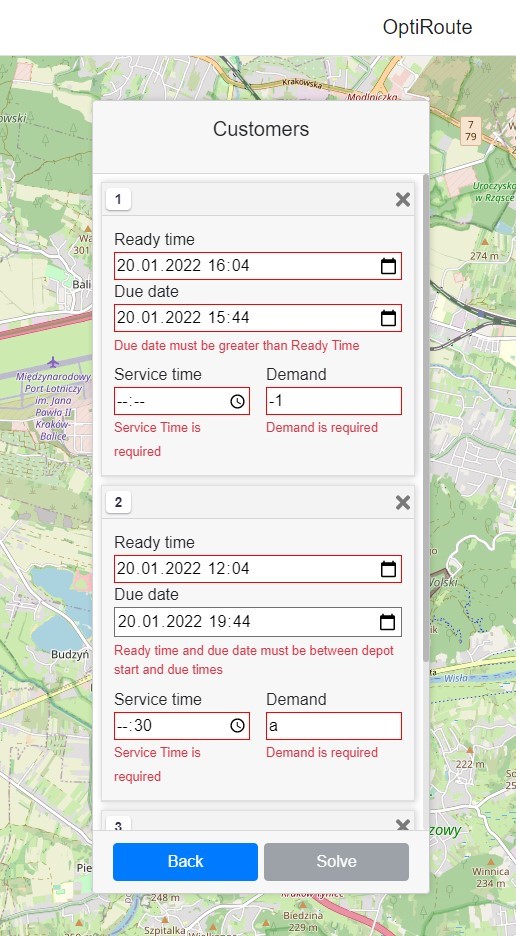 OptiRoute
Krakowska
Modlniczka
7
79
Customers
Uroczysko
w Rząsce
274 m
301
Bali
Międzynarodowy
Port Lotniczy
im. Jana
Pawła II
Kraków-
Balice
1
Ready time
20.01.2022 16:04
Due date
20.01.2022 15:44
Due date must be greater than Ready Time
Service time Demand
--:-- -1
Service Time is Demand is required
required
2
Ready time
20.01.2022 12:04
Due date
20.01.2022 19:44
Ready time and due date must be between depot
start and due times
Service time Demand
--:30 a
Service Time is Demand is required
required
3
Wolski
Budzyń
Wisła
222 m
zowy
Back Solve
Winnica
234 m
248 m
Szpitalka
Biedzina
229 m